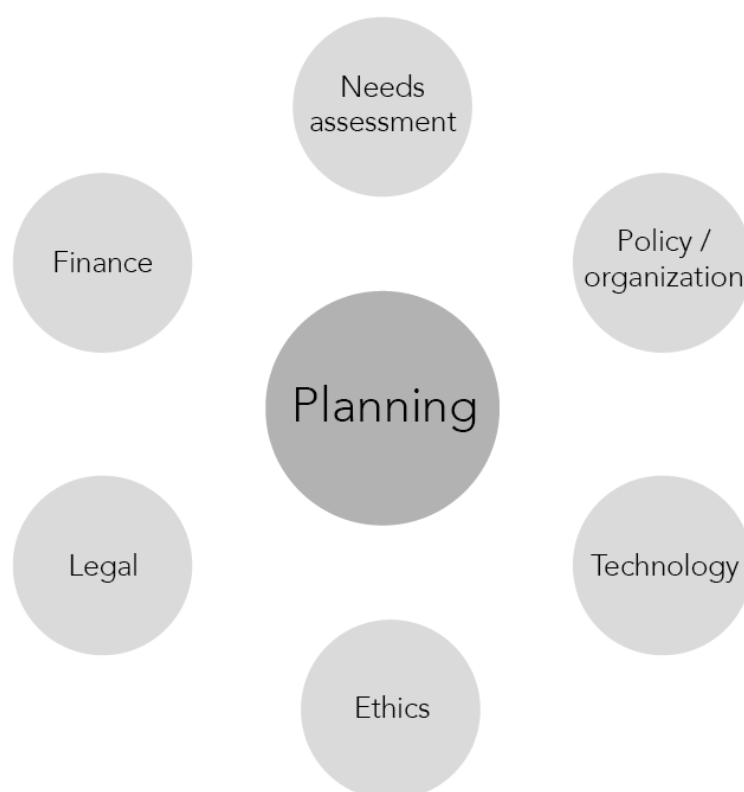 Needs
assessment
Policy /
organization
Finance
Planning
Technology
Legal
Ethics